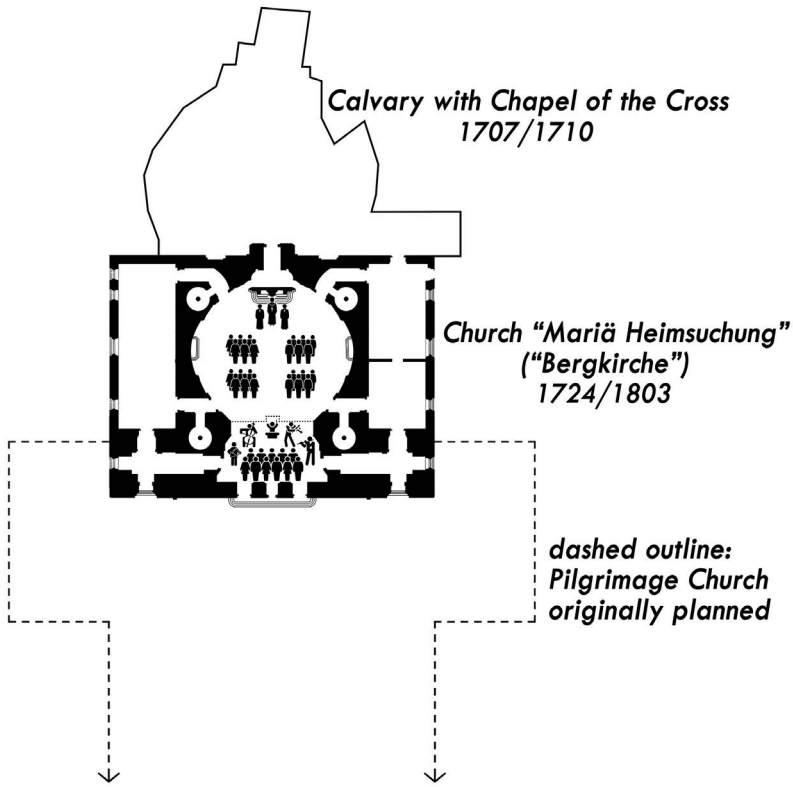 Calvary with Chapel of the Cross
1707/1710
Church “Mariä Heimsuchung”
(“Bergkirche”)
1724/1803
dashed outline:
Pilgrimage Church
originally planned